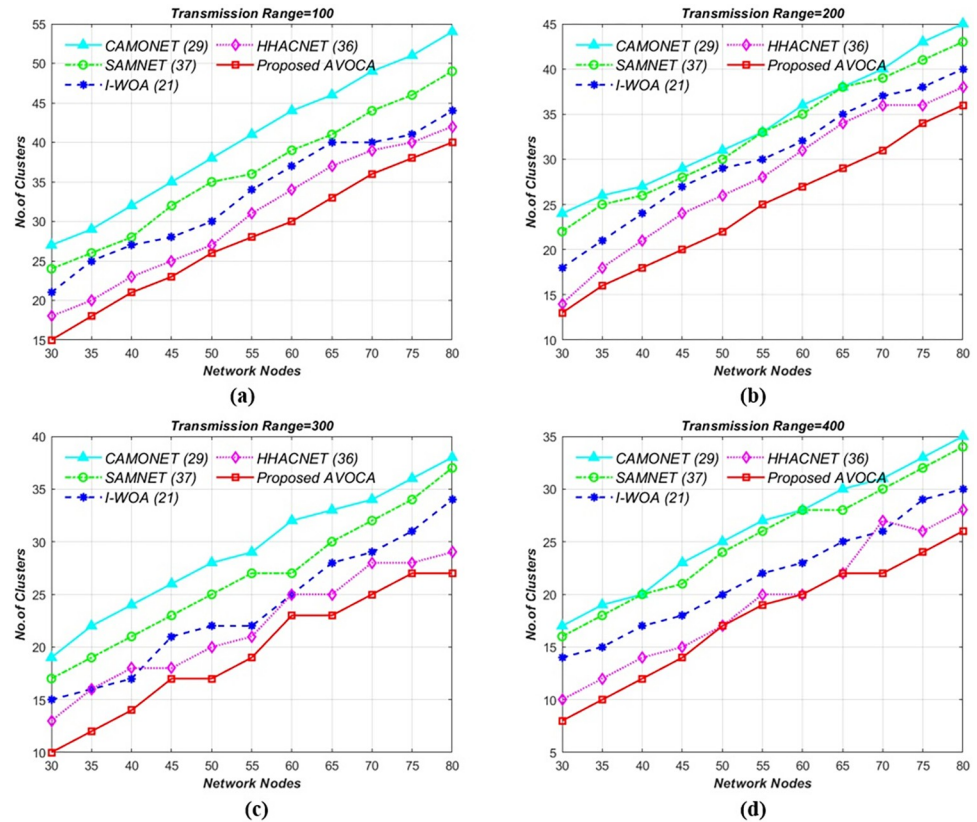 Transmission Range=100
55
50
45
40
35
30
25
20
15
No.of Clusters
CAMONET (29)
SAMNET (37)
I-WOA (21)
HHACNET (36)
Proposed AVOCA
30 35 40 45 50 55 60 65 70 75 80
Network Nodes
(a)
Transmission Range=200
45
40
35
30
25
20
15
10
No.of Clusters
CAMONET (29)
SAMNET (37)
I-WOA (21)
HHACNET (36)
Proposed AVOCA
30 35 40 45 50 55 60 65 70 75 80
Network Nodes
(b)
Transmission Range=300
40
35
30
25
20
15
10
No.of Clusters
CAMONET (29)
SAMNET (37)
I-WOA (21)
HHACNET (36)
Proposed AVOCA
30 35 40 45 50 55 60 65 70 75 80
Network Nodes
(c)
Transmission Range=400
35
30
25
20
15
10
5
No.of Clusters
CAMONET (29)
SAMNET (37)
I-WOA (21)
HHACNET (36)
Proposed AVOCA
30 35 40 45 50 55 60 65 70 75 80
Network Nodes
(d)